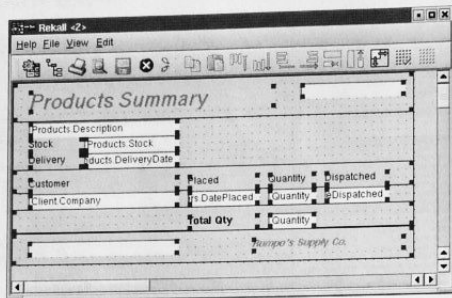 Rekall <2>
Help File View Edit
Products Summary
Products Description
Stock Products Stock
Delivery ducts DeliveryDate
Customer Placed Quantity Dispatched
Client.Company rs.DatePlaced Quantity eDispatched
Total Qty Quantity
Rompo's Supply Co.